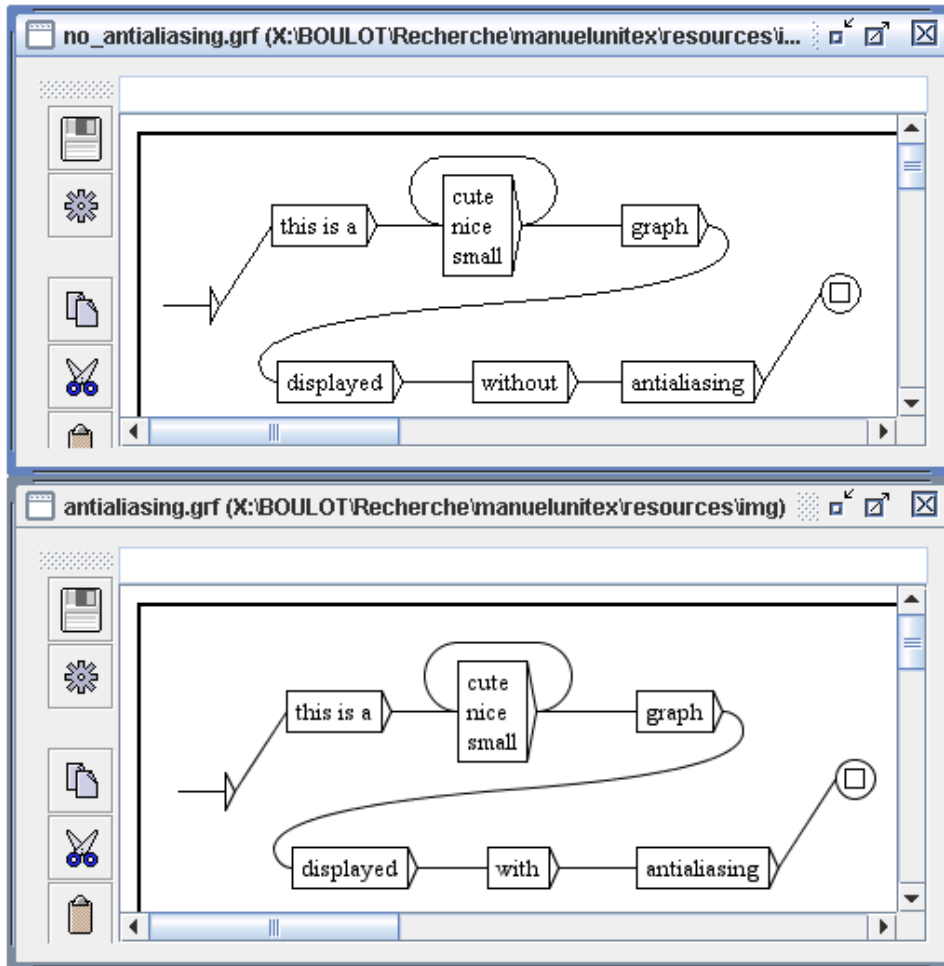 no_antialiasing.grf (X:\BOULOT\Recherche\manuelunitex\resources\i...
this is a
cute
nice
small
graph
displayed
without
antialiasing
antialiasing.grf (X:\BOULOT\Recherche\manuelunitex\resources\img)
this is a
cute
nice
small
graph
displayed
with
antialiasing